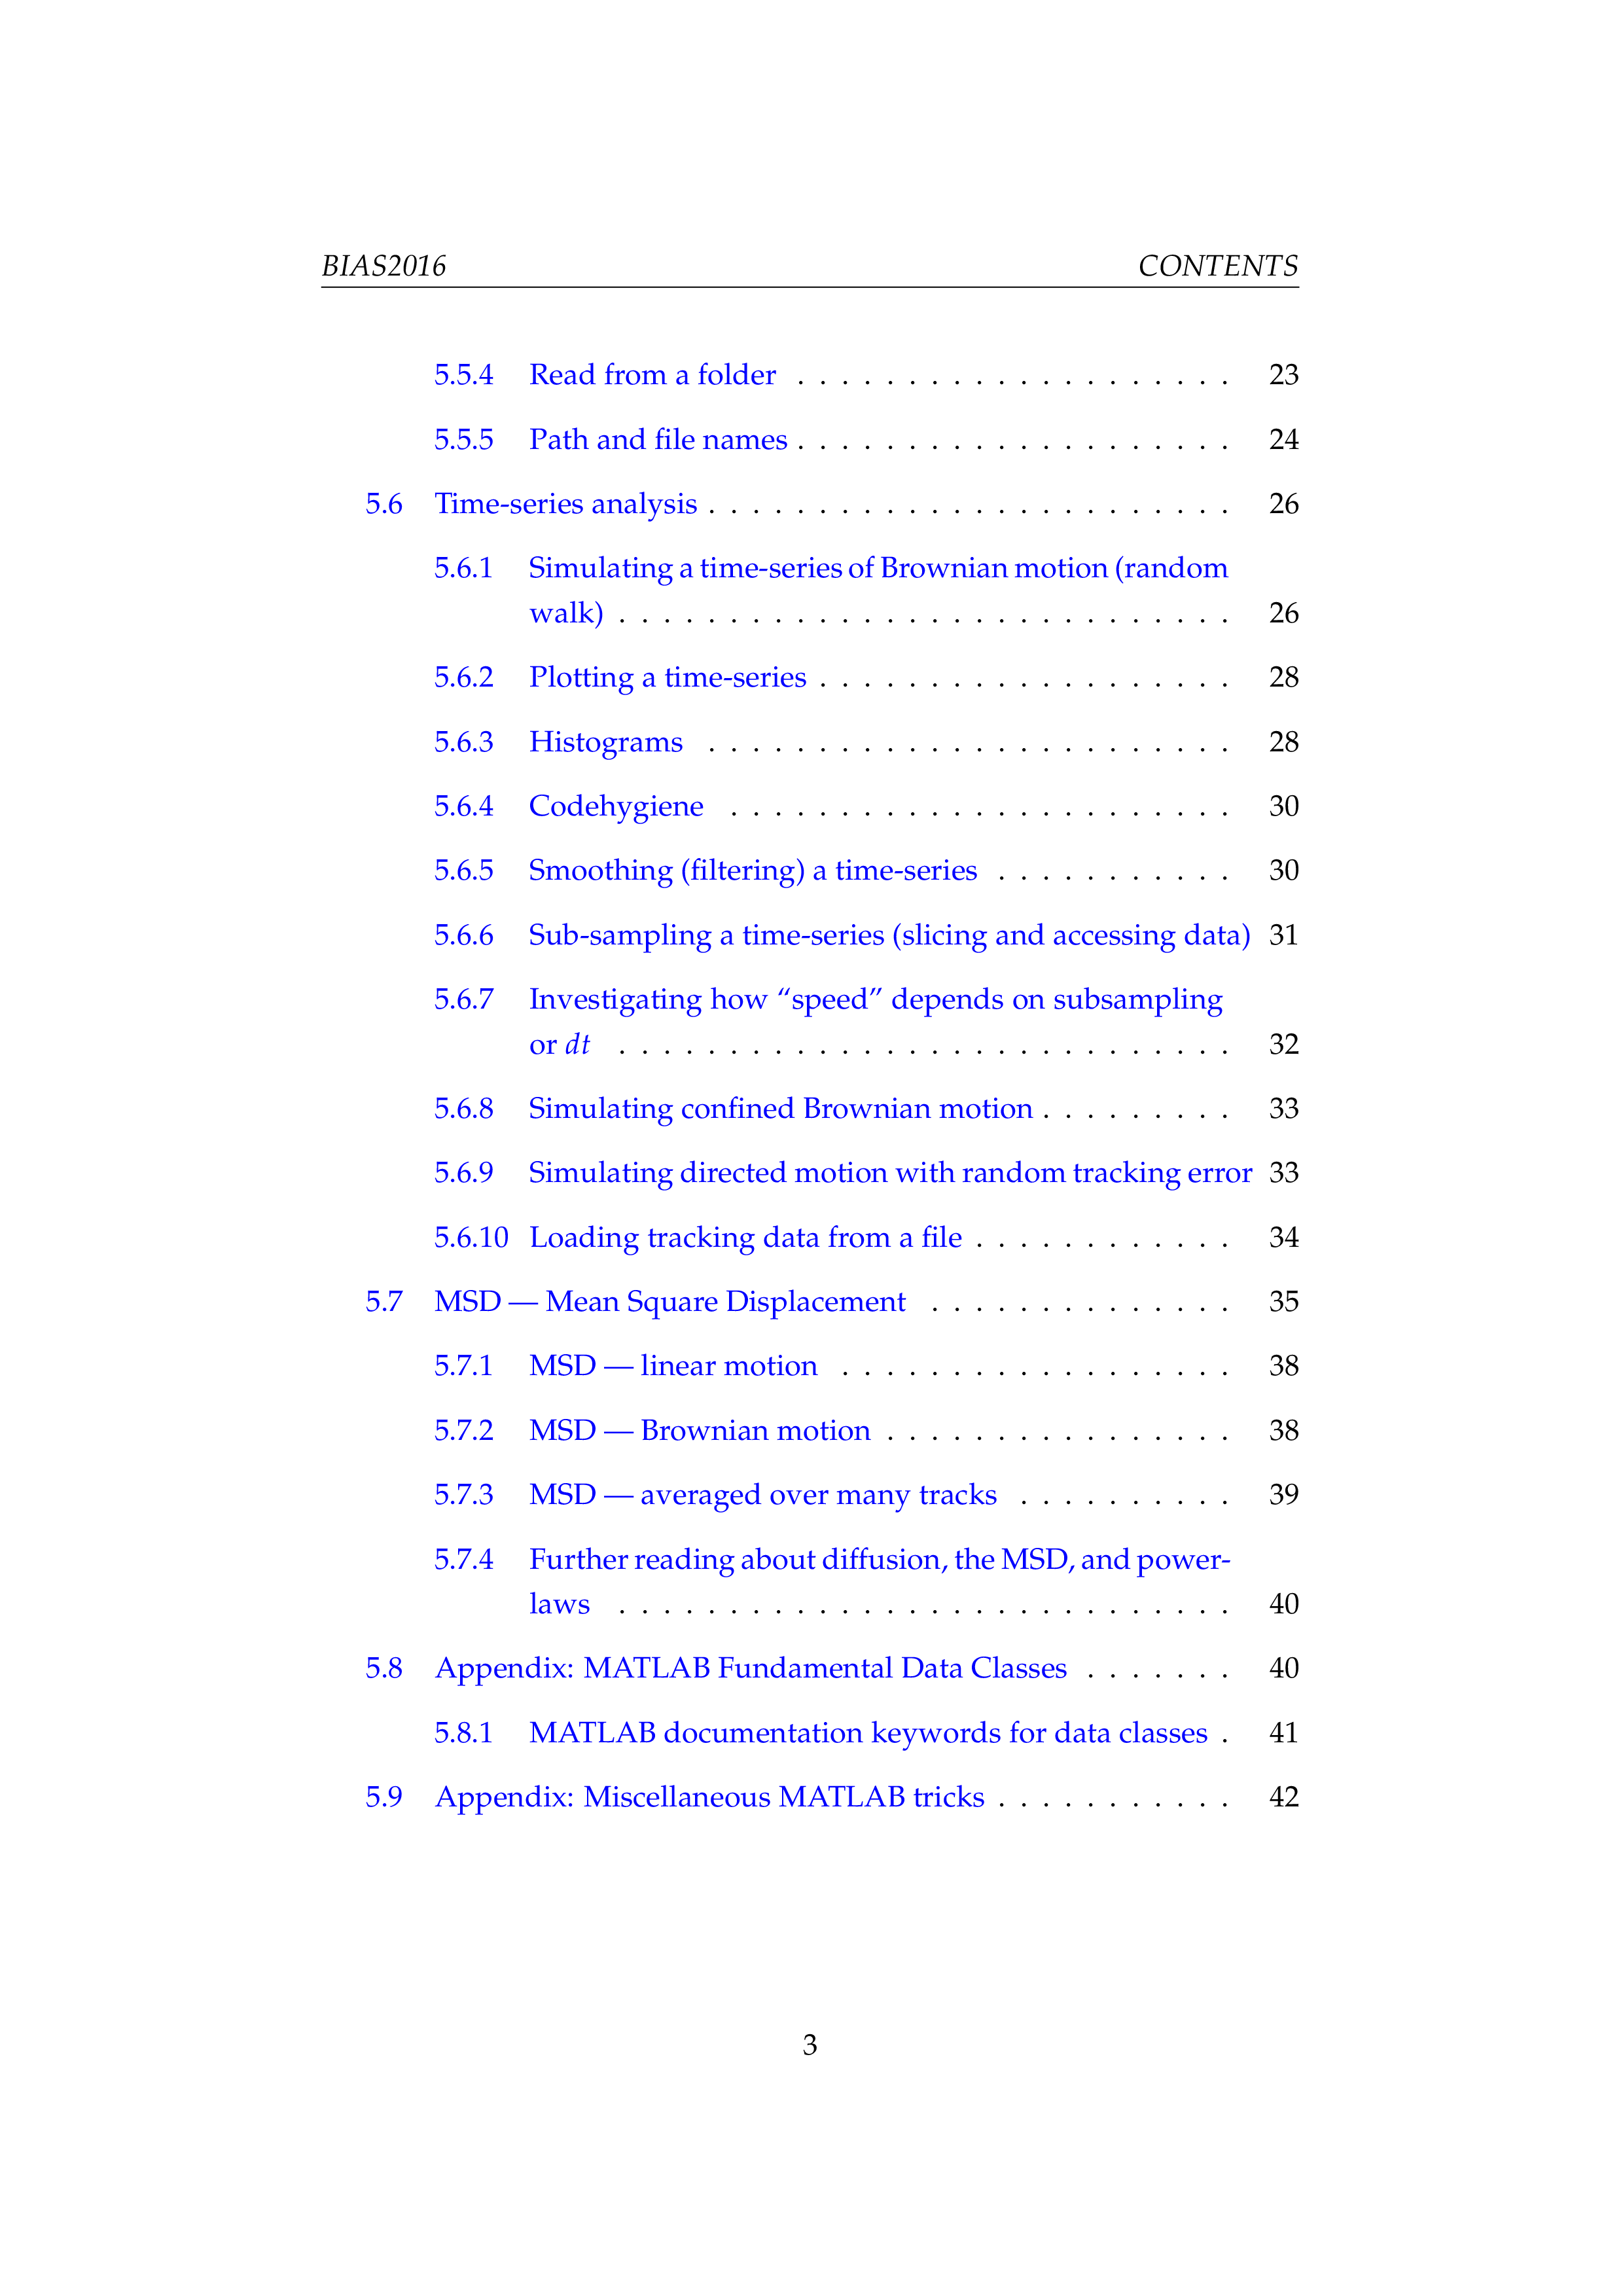 BIAS2016 CONTENTS
5.5.4 Read from a folder . . . . . . . . . . . . . . . . . . . . 23
5.5.5 Path and file names . . . . . . . . . . . . . . . . . . . . 24
5.6 Time-series analysis . . . . . . . . . . . . . . . . . . . . . . . . 26
5.6.1 Simulating a time-series of Brownian motion (random
walk) . . . . . . . . . . . . . . . . . . . . . . . . . . . . 26
5.6.2 Plotting a time-series . . . . . . . . . . . . . . . . . . . 28
5.6.3 Histograms . . . . . . . . . . . . . . . . . . . . . . . . 28
5.6.4 Codehygiene . . . . . . . . . . . . . . . . . . . . . . . 30
5.6.5 Smoothing (filtering) a time-series . . . . . . . . . . . 30
5.6.6 Sub-sampling a time-series (slicing and accessing data) 31
5.6.7 Investigating how “speed” depends on subsampling
or dt . . . . . . . . . . . . . . . . . . . . . . . . . . . . 32
5.6.8 Simulating confined Brownian motion . . . . . . . . . 33
5.6.9 Simulating directed motion with random tracking error 33
5.6.10 Loading tracking data from a file . . . . . . . . . . . . 34
5.7 MSD — Mean Square Displacement . . . . . . . . . . . . . . 35
5.7.1 MSD — linear motion . . . . . . . . . . . . . . . . . . 38
5.7.2 MSD — Brownian motion . . . . . . . . . . . . . . . . 38
5.7.3 MSD — averaged over many tracks . . . . . . . . . . 39
5.7.4 Further reading about diffusion, the MSD, and power-
laws . . . . . . . . . . . . . . . . . . . . . . . . . . . . 40
5.8 Appendix: MATLAB Fundamental Data Classes . . . . . . . 40
5.8.1 MATLAB documentation keywords for data classes . 41
5.9 Appendix: Miscellaneous MATLAB tricks . . . . . . . . . . . 42
3